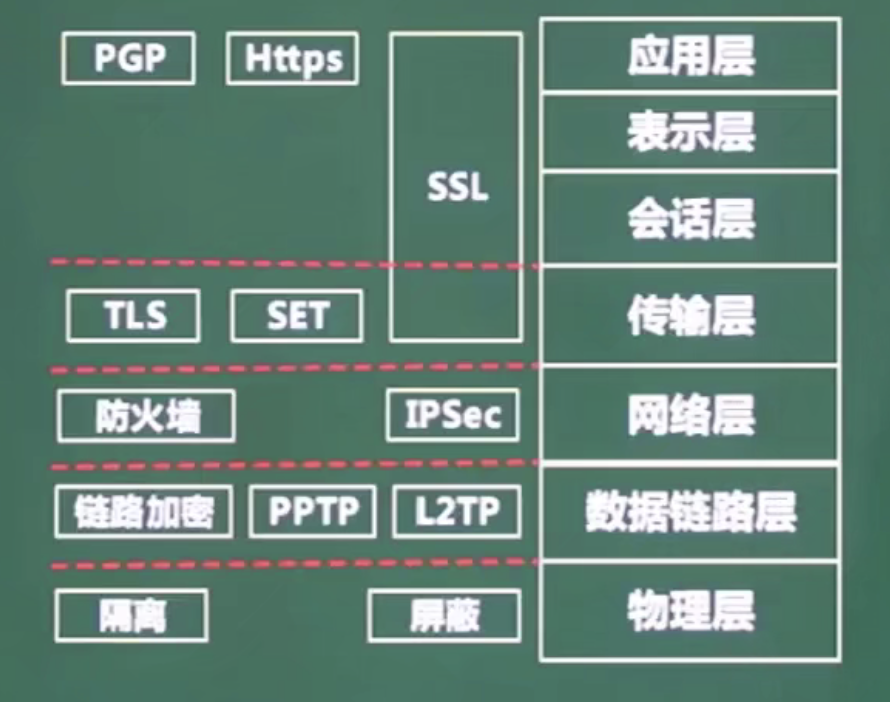 PGP Https SSL 应用层
表示层
会话层
TLS SET 传输层
防火墙 IPSec 网络层
链路加密 PPTP L2TP 数据链路层
隔离 屏蔽 物理层